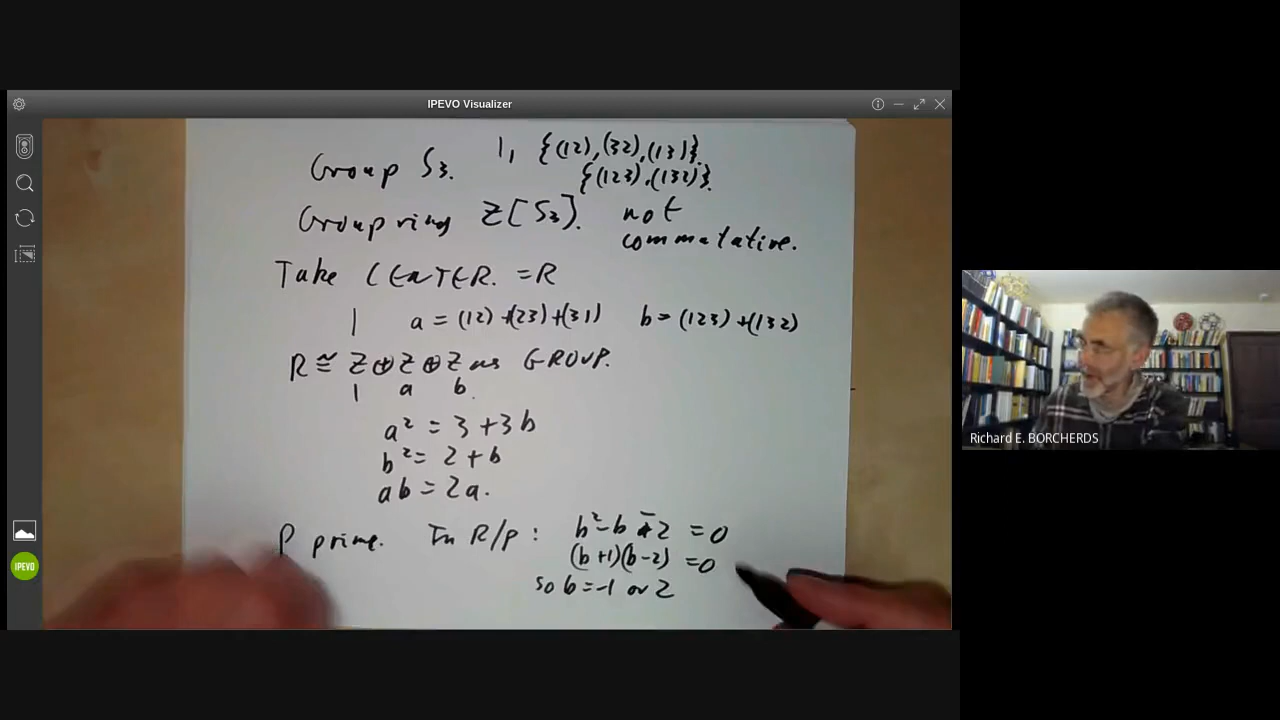 IPEVO Visualizer
Group S3. 1, {(12),(32),(13)}.
{(123),(132)}.
Group ring Z[S3]. not
commutative.
Take CENTER. =R
1 a = (12)+(23)+(31) b = (123)+(132)
R ≅ Z⊕Z⊕Z as GROUP.
1 a b.
a² = 3+3b
b² = 2+b
ab = 2a.
P prime. In R/p: b²-b-2 = 0
(b+1)(b-2) = 0
so b=-1 or 2
IPEVO
Richard E. BORCHERDS